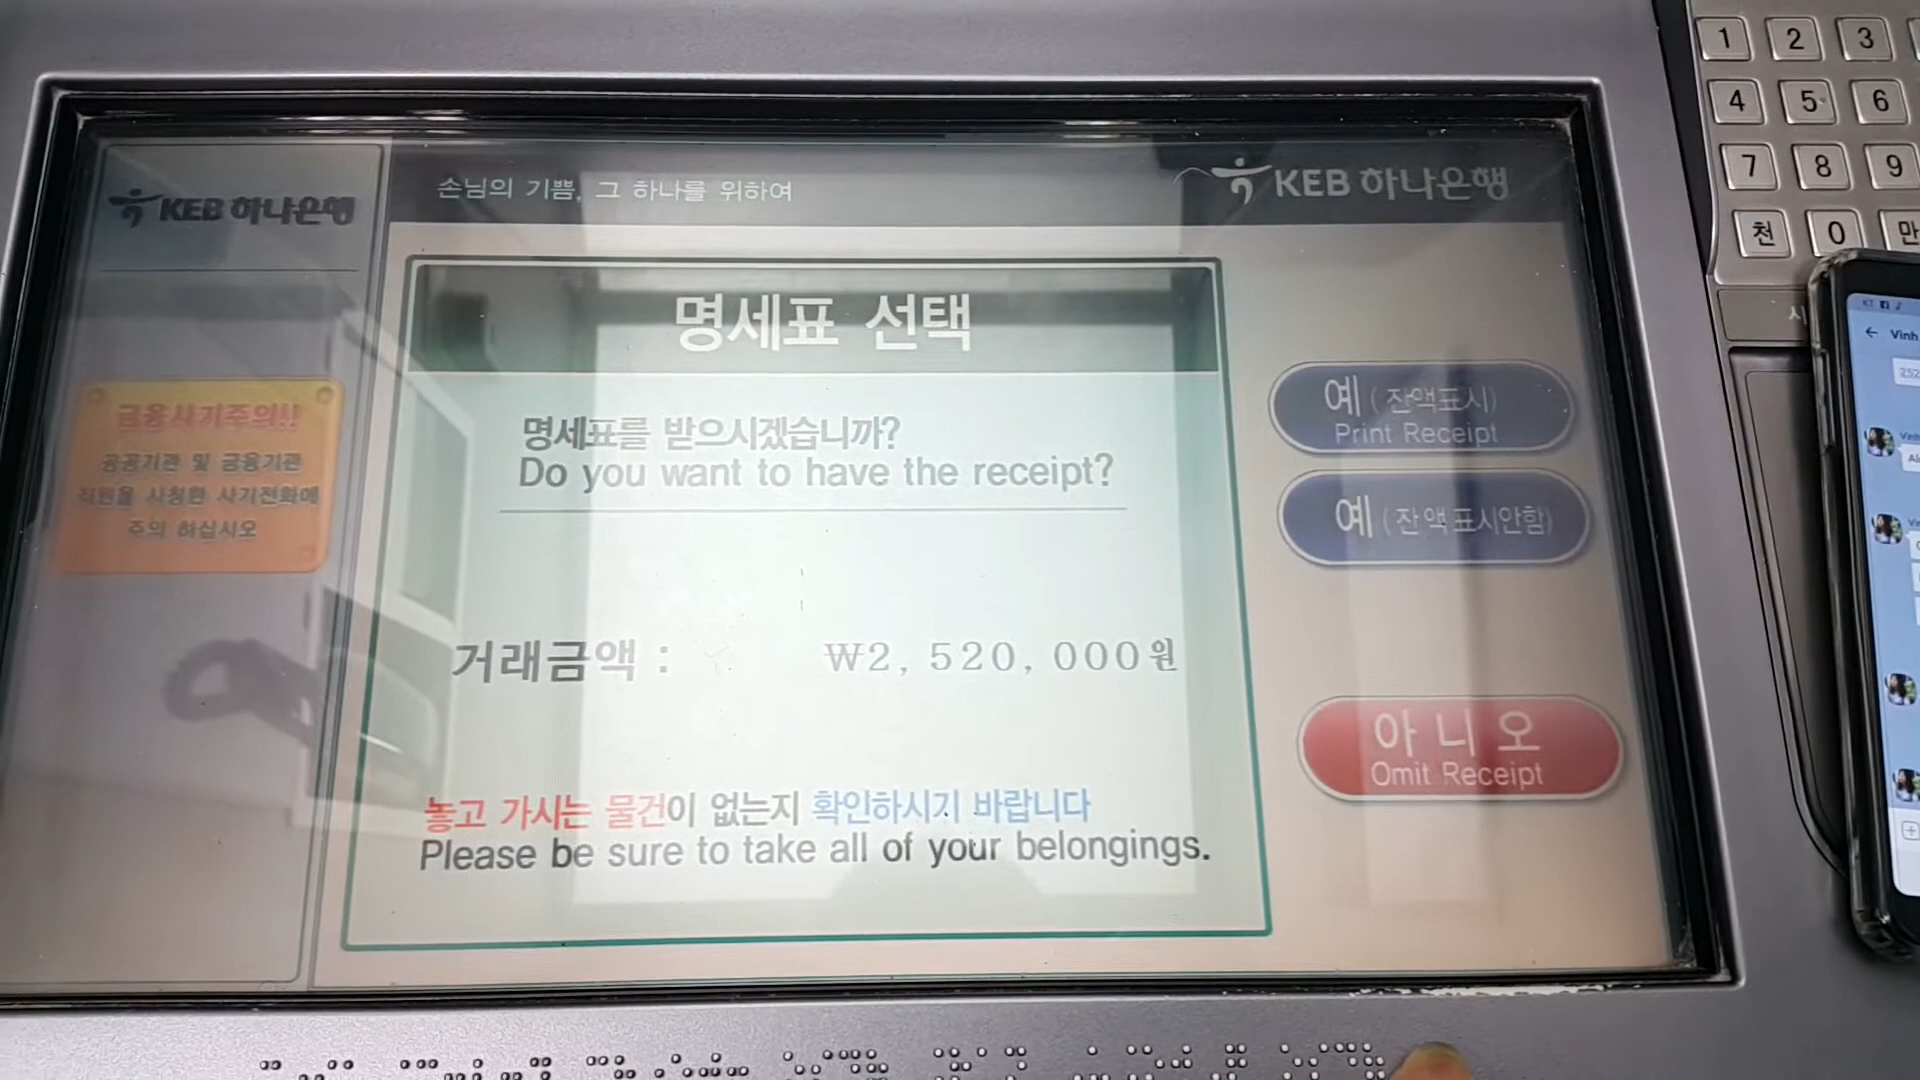 KEB 하나은행
손님의 기쁨, 그 하나를 위하여
KEB 하나은행
명세표 선택
명세표를 받으시겠습니까?
Do you want to have the receipt?
거래금액 : ₩2,520,000원
놓고 가시는 물건이 없는지 확인하시기 바랍니다
Please be sure to take all of your belongings.
금융사기주의!!
공공기관 및 금융기관
직원을 사칭한 사기전화에
주의 하십시오
예 (잔액표시)
Print Receipt
예 (잔액표시안함)
아니오
Omit Receipt
1 2 3
4 5 6
7 8 9
천 0 만
KT
Vinh
252
Vinh